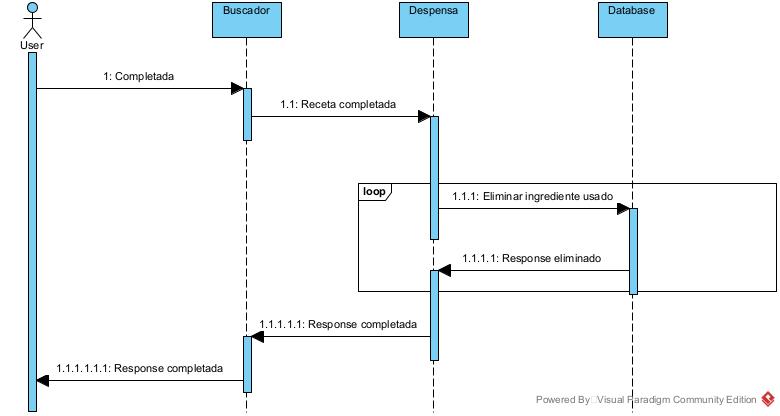 Buscador
Despensa
Database
User
1: Completada
1.1: Receta completada
loop
1.1.1: Eliminar ingrediente usado
1.1.1.1: Response eliminado
1.1.1.1.1: Response completada
1.1.1.1.1.1: Response completada
Powered By Visual Paradigm Community Edition